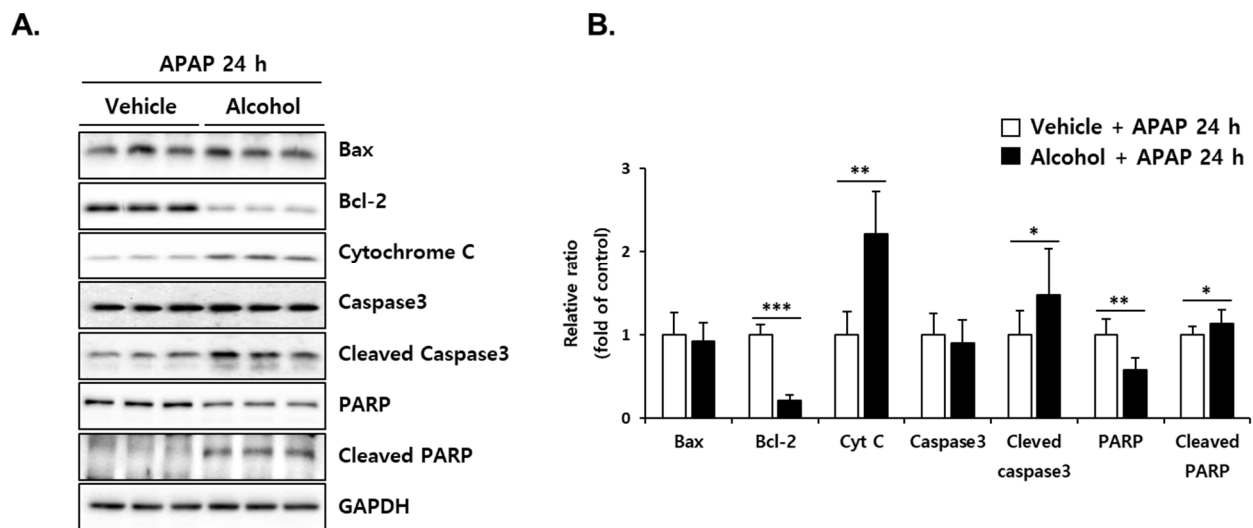 A.
APAP 24 h
Vehicle Alcohol
Bax
Bcl-2
Cytochrome C
Caspase3
Cleaved Caspase3
PARP
Cleaved PARP
GAPDH
B.
Vehicle + APAP 24 h
Alcohol + APAP 24 h
Relative ratio
(fold of control)
3
2
1
0
***
**
*
**
*
Bax Bcl-2 Cyt C Caspase3 Cleved caspase3 PARP Cleaved PARP